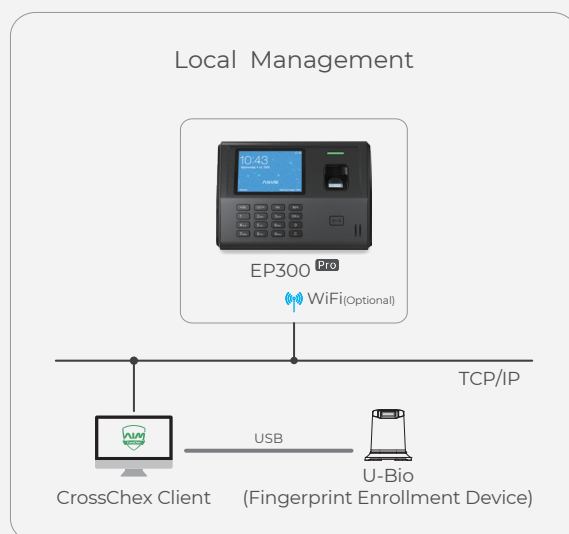 Local Management
10:43
EP300 Pro
WiFi(Optional)
TCP/IP
USB
CrossChex Client
U-Bio
(Fingerprint Enrollment Device)